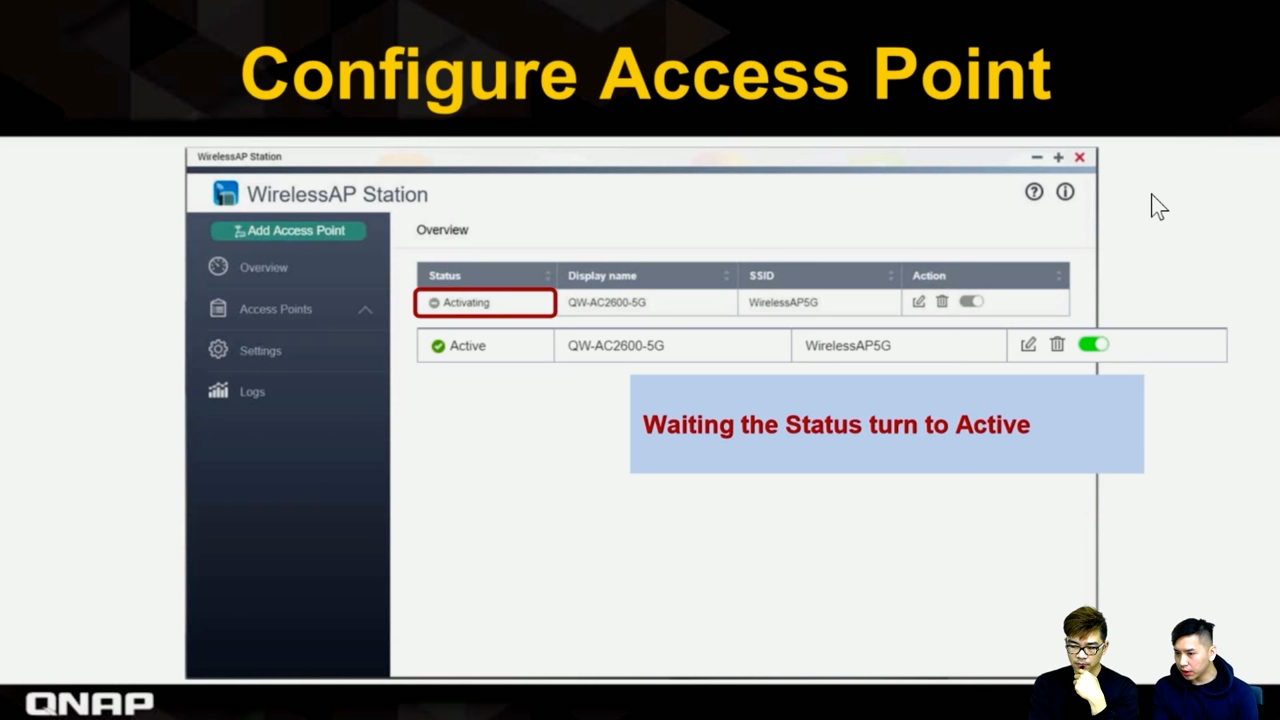 Configure Access Point
WirelessAP Station
WirelessAP Station
Add Access Point
Overview
Overview
Access Points
Settings
Logs
Status Display name SSID Action
Activating QW-AC2600-5G WirelessAP5G
Active QW-AC2600-5G WirelessAP5G
Waiting the Status turn to Active
QNAP